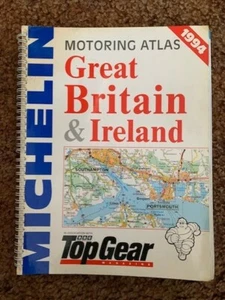 MICHELIN
MOTORING ATLAS
1994
Great
Britain
& Ireland
SOUTHAMPTON
PORTSMOUTH
BBC
TopGear
MAGAZINE